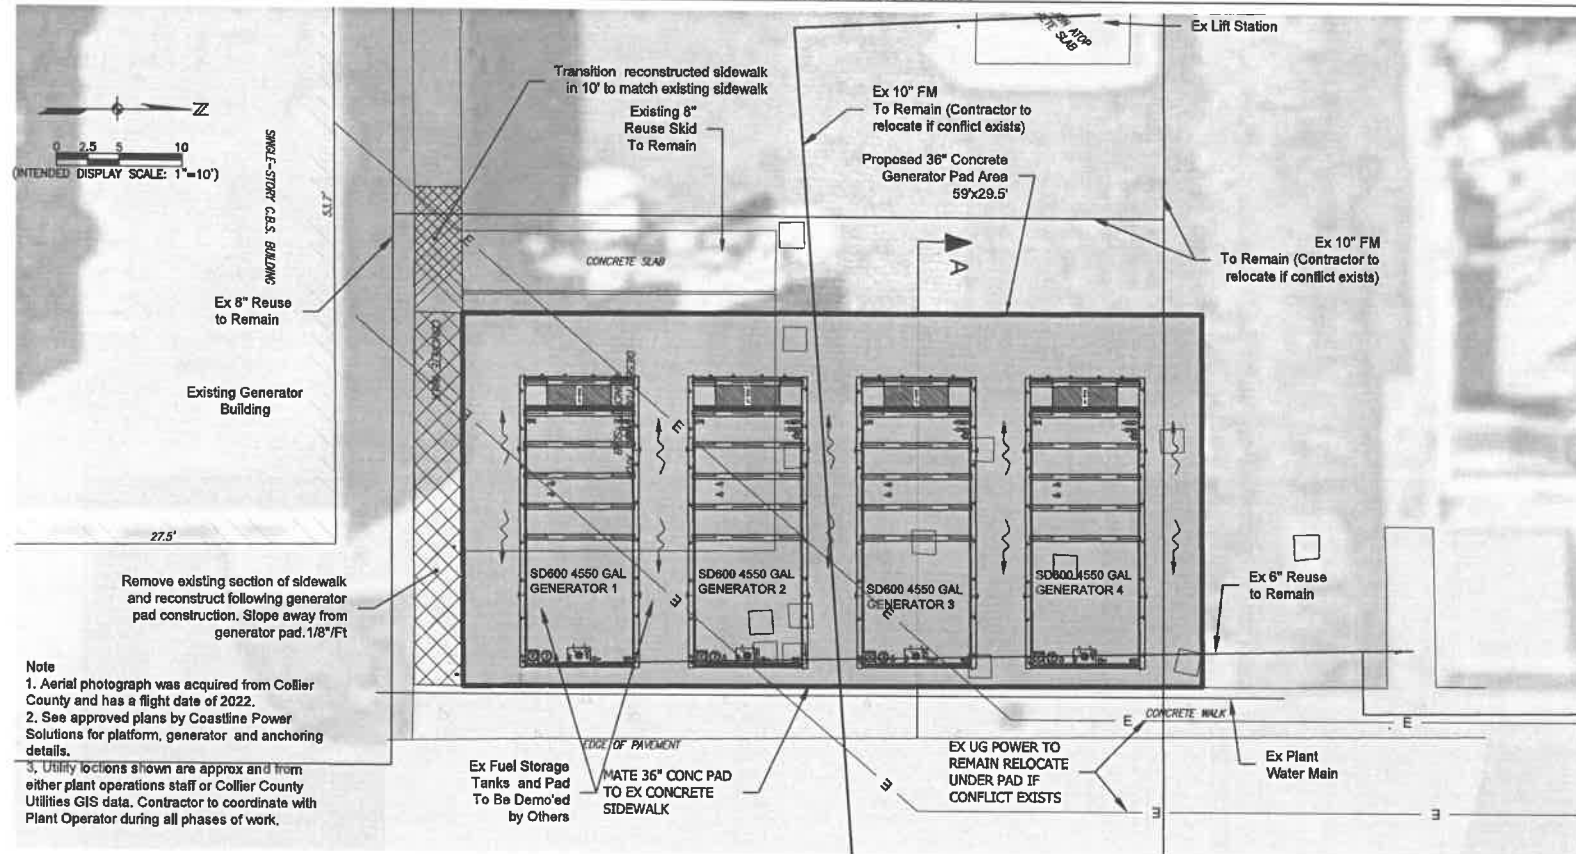 Ex Lift Station
Transition reconstructed sidewalk
in 10' to match existing sidewalk
Existing 8"
Reuse Skid
To Remain
Ex 10" FM
To Remain (Contractor to
relocate if conflict exists)
Proposed 36" Concrete
Generator Pad Area
59'x29.5'
ATOP
SLAB
Z
0 2.5 5 10
(INTENDED DISPLAY SCALE: 1"=10')
SINGLE-STORY C.B.S. BUILDING
53.7'
E
CONCRETE SLAB
A
Ex 10" FM
To Remain (Contractor to
relocate if conflict exists)
Ex 8" Reuse
to Remain
Existing Generator
Building
CONCRETE WALK
E
27.5'
SD600 4550 GAL
GENERATOR 1
SD600 4550 GAL
GENERATOR 2
SD600 4550 GAL
GENERATOR 3
SD600 4550 GAL
GENERATOR 4
E
E
Ex 6" Reuse
to Remain
Remove existing section of sidewalk
and reconstruct following generator
pad construction. Slope away from
generator pad.1/8"/Ft
Note
1. Aerial photograph was acquired from Collier
County and has a flight date of 2022.
2. See approved plans by Coastline Power
Solutions for platform, generator and anchoring
details.
3. Utility loctions shown are approx and from
either plant operations staff or Collier County
Utilities GIS data. Contractor to coordinate with
Plant Operator during all phases of work.
EDGE OF PAVEMENT
Ex Fuel Storage
Tanks and Pad
To Be Demo'ed
by Others
MATE 36" CONC PAD
TO EX CONCRETE
SIDEWALK
EX UG POWER TO
REMAIN RELOCATE
UNDER PAD IF
CONFLICT EXISTS
E
CONCRETE WALK
E
Ex Plant
Water Main
E
E
E